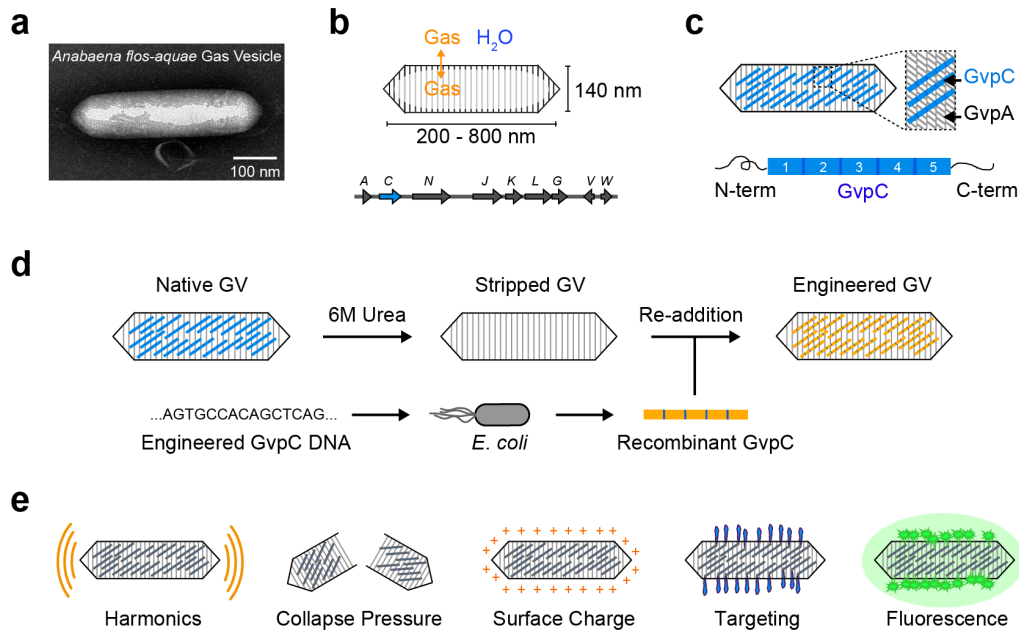 a
Anabaena flos-aquae Gas Vesicle
100 nm
b
Gas H2O
Gas
140 nm
200 - 800 nm
A C N J K L G V W
c
GvpC
GvpA
1 2 3 4 5
N-term GvpC C-term
d
Native GV Stripped GV Engineered GV
6M Urea Re-addition
...AGTGCCACAGCTCAG...
Engineered GvpC DNA E. coli Recombinant GvpC
e
+ + + + + + + + +
+ +
+ +
+ +
+ + + + + + + + +
Harmonics Collapse Pressure Surface Charge Targeting Fluorescence